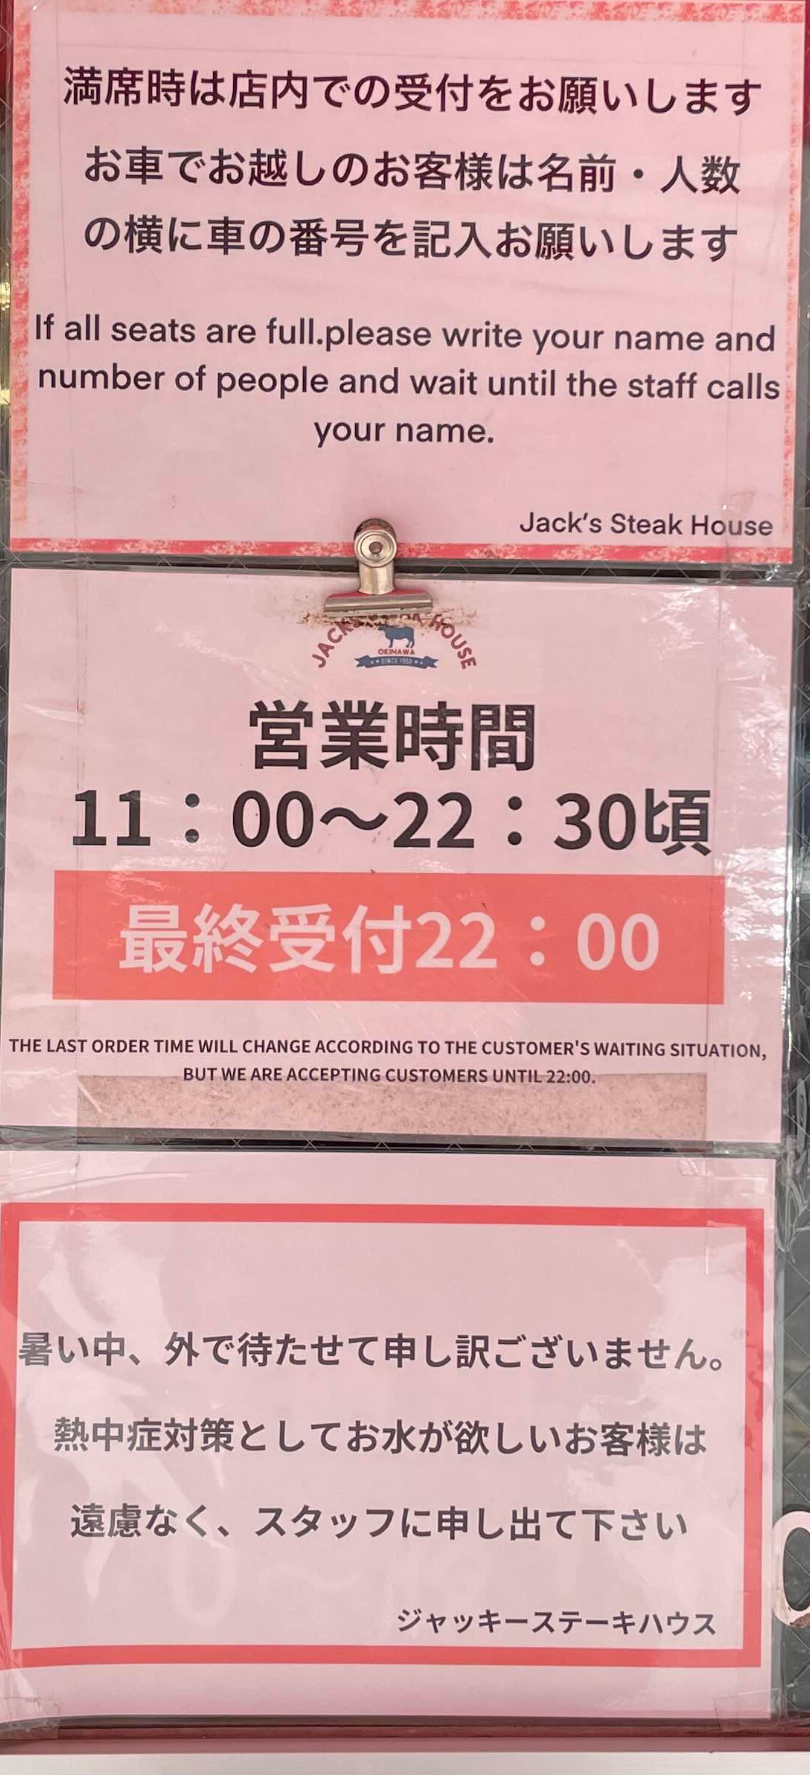 満席時は店内での受付をお願いします
お車でお越しのお客様は名前・人数
の横に車の番号を記入お願いします
If all seats are full.please write your name and
number of people and wait until the staff calls
your name.
Jack's Steak House
JACK'S HOUSE
OKINAWA
SINCE 1953
営業時間
11：00〜22：30頃
最終受付22：00
THE LAST ORDER TIME WILL CHANGE ACCORDING TO THE CUSTOMER'S WAITING SITUATION,
BUT WE ARE ACCEPTING CUSTOMERS UNTIL 22:00.
暑い中、外で待たせて申し訳ございません。
熱中症対策としてお水が欲しいお客様は
遠慮なく、スタッフに申し出て下さい
ジャッキーステーキハウス